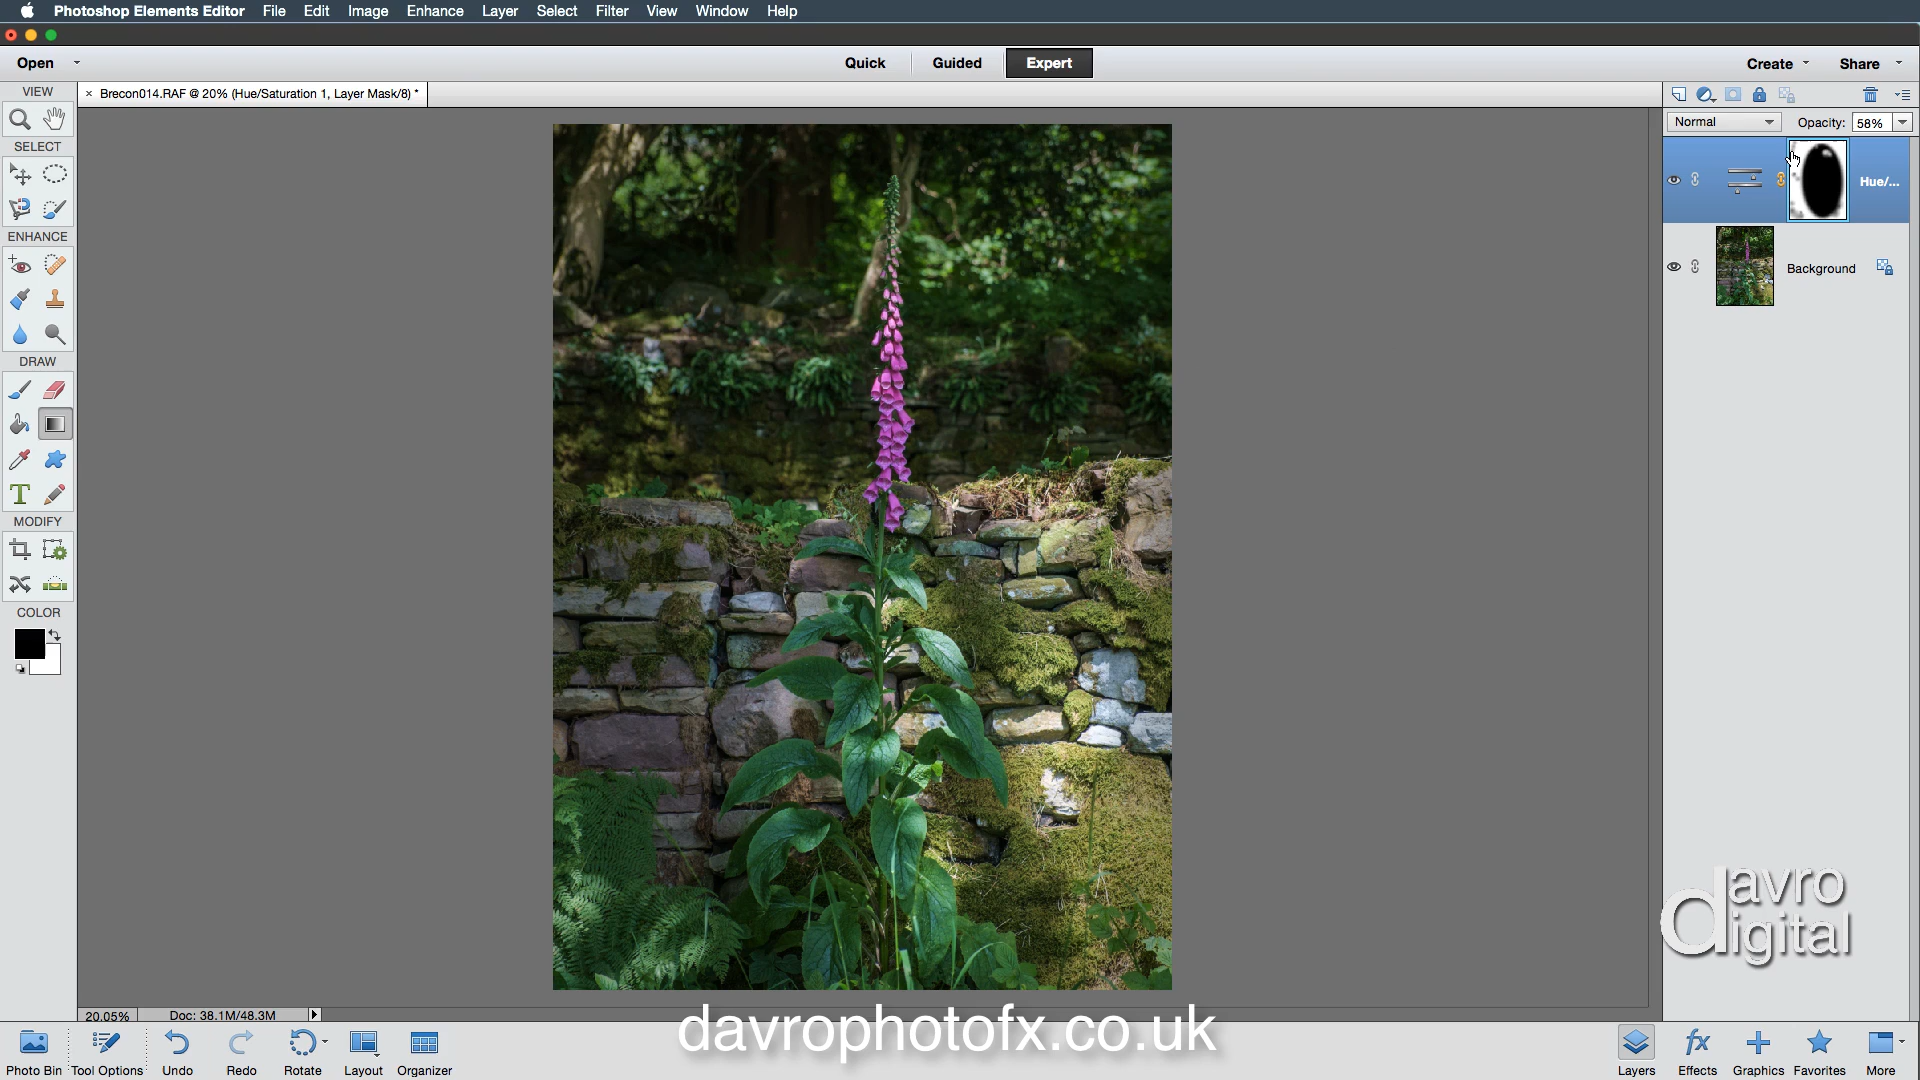 Photoshop Elements Editor File Edit Image Enhance Layer Select Filter View Window Help
Open Quick Guided Expert Create Share
VIEW
× Brecon014.RAF @ 20% (Hue/Saturation 1, Layer Mask/8) *
Normal Opacity: 58%
SELECT
Hue/...
ENHANCE
Background
DRAW
T
MODIFY
COLOR
davro
digital
20.05% Doc: 38.1M/48.3M
davrophotofx.co.uk
fx
Photo Bin Tool Options Undo Redo Rotate Layout Organizer Layers Effects Graphics Favorites More